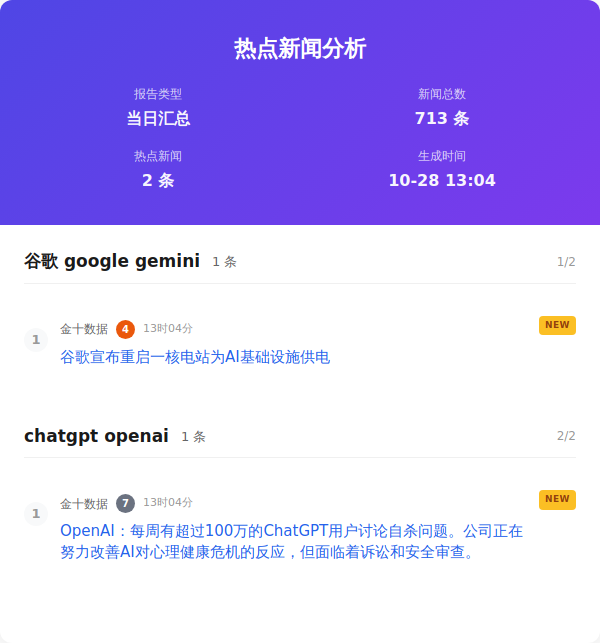 热点新闻分析
报告类型
新闻总数
当日汇总
713 条
热点新闻
生成时间
2 条
10-28 13:04
谷歌 google gemini 1 条 1/2
NEW
1 金十数据 4 13时04分
谷歌宣布重启一核电站为AI基础设施供电
chatgpt openai 1 条 2/2
NEW
1 金十数据 7 13时04分
OpenAI：每周有超过100万的ChatGPT用户讨论自杀问题。公司正在
努力改善AI对心理健康危机的反应，但面临着诉讼和安全审查。